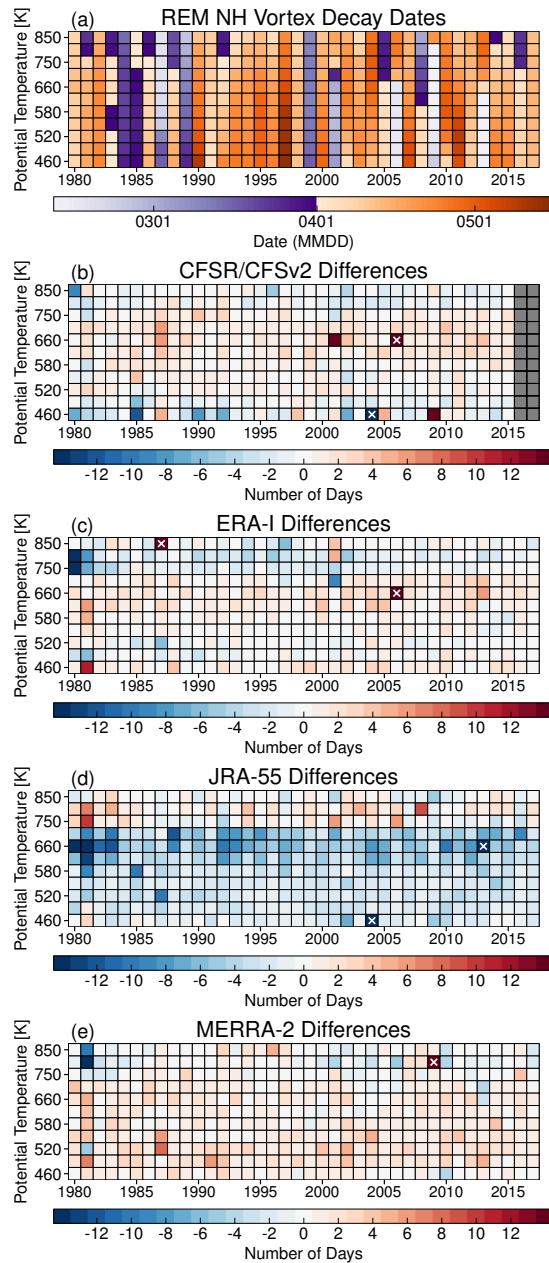 (a) REM NH Vortex Decay Dates
Potential Temperature [K]
850
750
660
580
520
460
1980 1985 1990 1995 2000 2005 2010 2015
0301 0401 0501
Date (MMDD)
(b) CFSR/CFSv2 Differences
Potential Temperature [K]
850
750
660
580
520
460
1980 1985 1990 1995 2000 2005 2010 2015
-12 -10 -8 -6 -4 -2 0 2 4 6 8 10 12
Number of Days
(c) ERA-I Differences
Potential Temperature [K]
850
750
660
580
520
460
1980 1985 1990 1995 2000 2005 2010 2015
-12 -10 -8 -6 -4 -2 0 2 4 6 8 10 12
Number of Days
(d) JRA-55 Differences
Potential Temperature [K]
850
750
660
580
520
460
1980 1985 1990 1995 2000 2005 2010 2015
-12 -10 -8 -6 -4 -2 0 2 4 6 8 10 12
Number of Days
(e) MERRA-2 Differences
Potential Temperature [K]
850
750
660
580
520
460
1980 1985 1990 1995 2000 2005 2010 2015
-12 -10 -8 -6 -4 -2 0 2 4 6 8 10 12
Number of Days